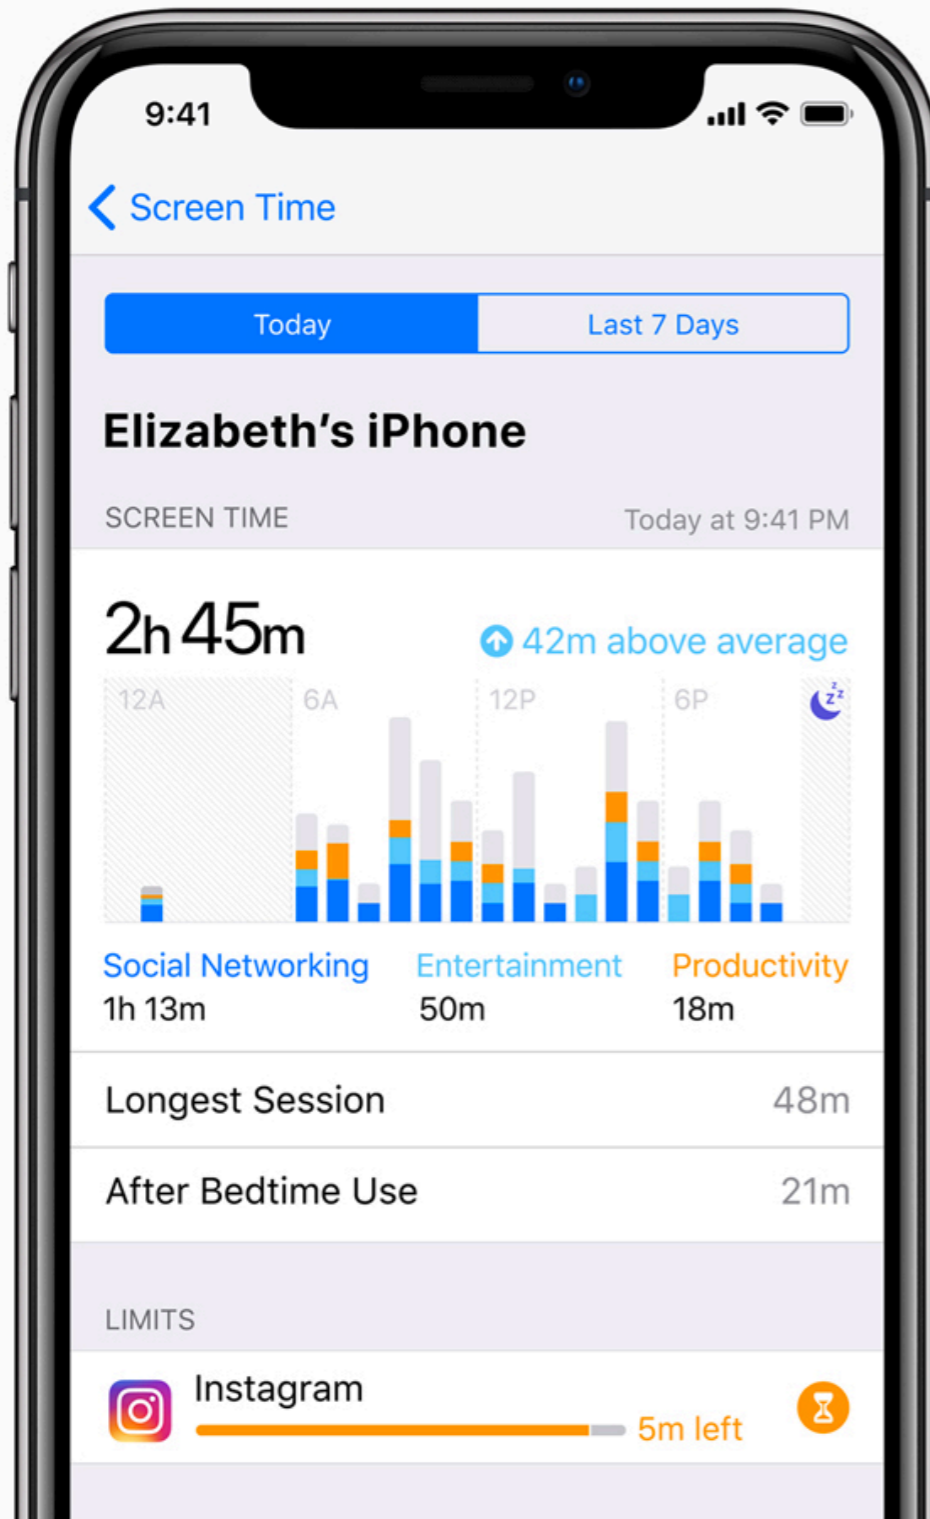 9:41
Screen Time
Today Last 7 Days
Elizabeth’s iPhone
SCREEN TIME Today at 9:41 PM
2h 45m 42m above average
12A 6A 12P 6P zzz
Social Networking Entertainment Productivity
1h 13m 50m 18m
Longest Session 48m
After Bedtime Use 21m
LIMITS
Instagram
5m left